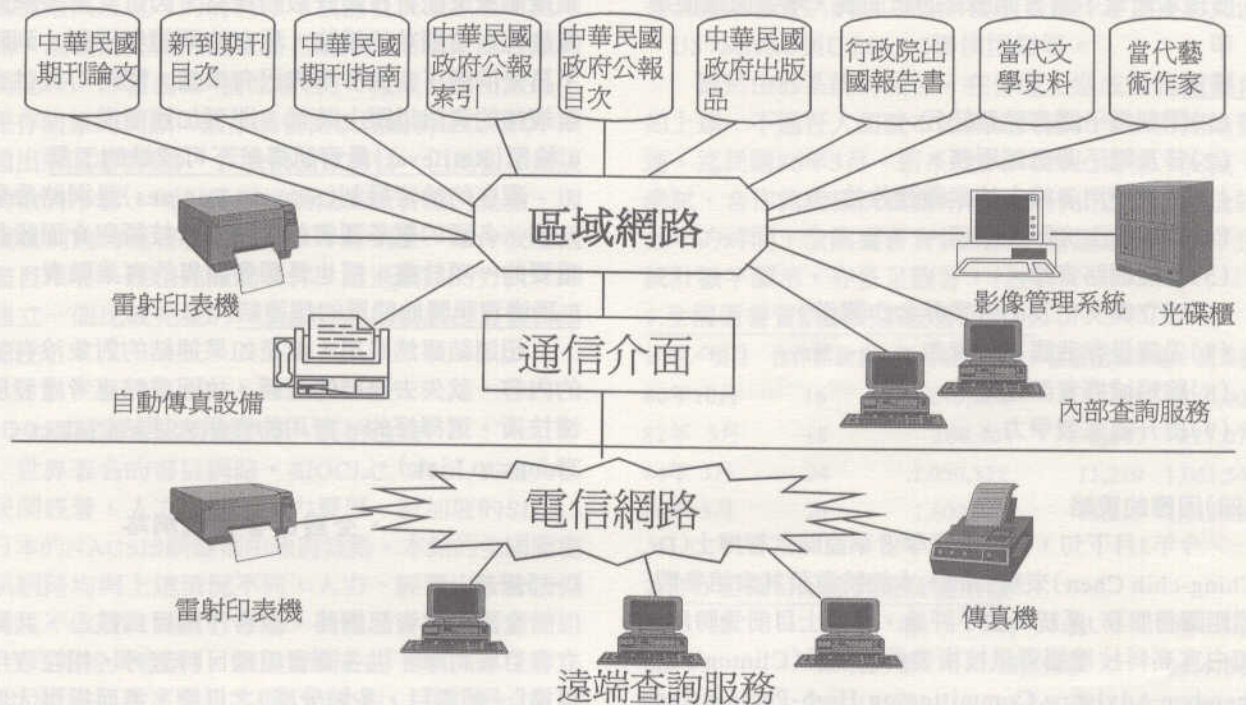 中華民國
期刊論文
新到期刊
目次
中華民國
期刊指南
中華民國
政府公報
索引
中華民國
政府公報
目次
中華民國
政府出版
品
行政院出
國報告書
當代文
學史料
當代藝
術作家
區域網路
雷射印表機
影像管理系統
光碟櫃
通信介面
自動傳真設備
內部查詢服務
電信網路
雷射印表機
傳真機
遠端查詢服務